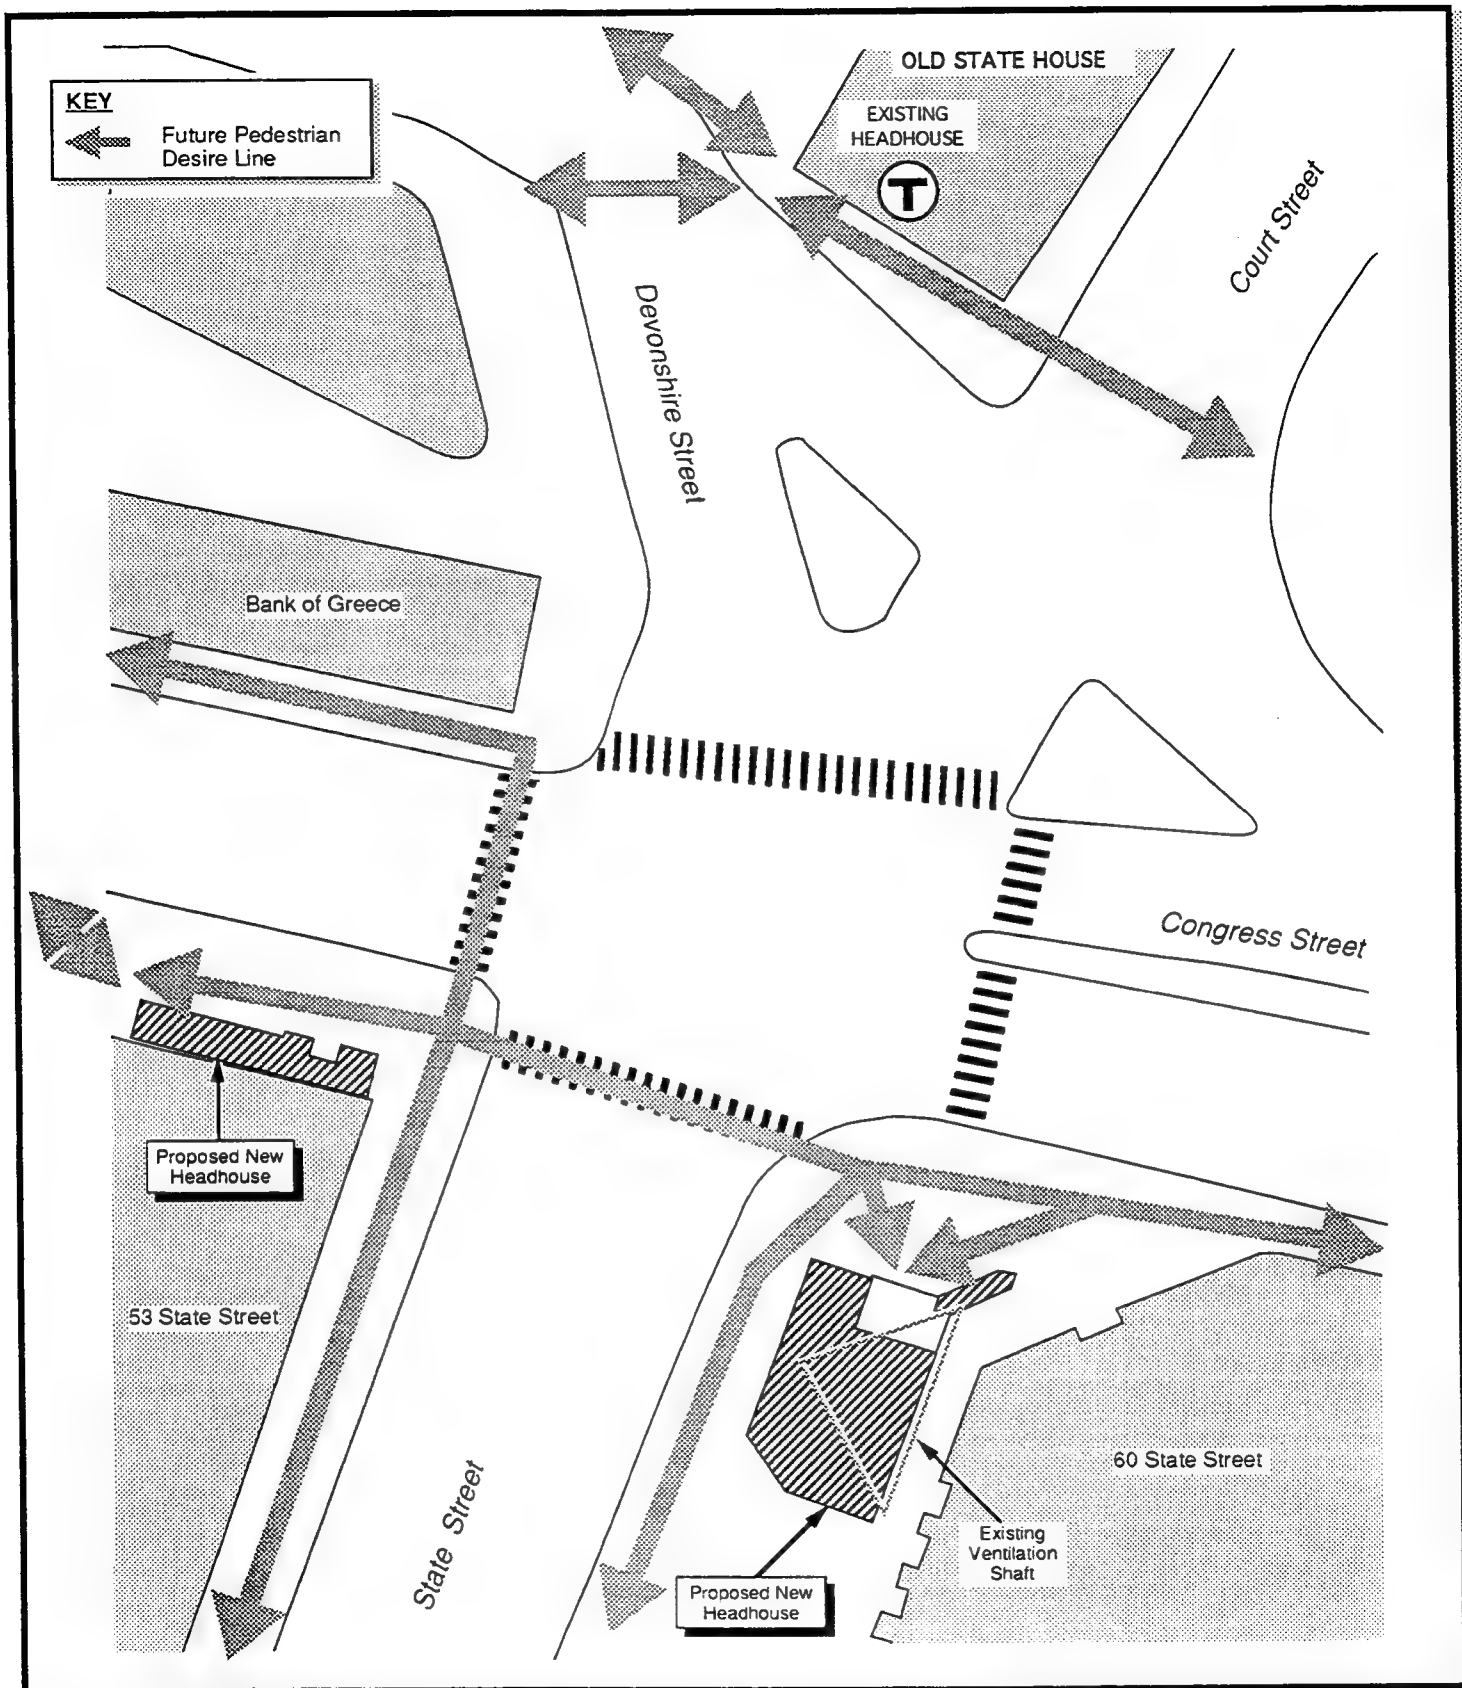 OLD STATE HOUSE
KEY
Future Pedestrian
Desire Line
EXISTING
HEADHOUSE
T
Court Street
Devonshire Street
Bank of Greece
Congress Street
Proposed New
Headhouse
53 State Street
60 State Street
State Street
Existing
Ventilation
Shaft
Proposed New
Headhouse